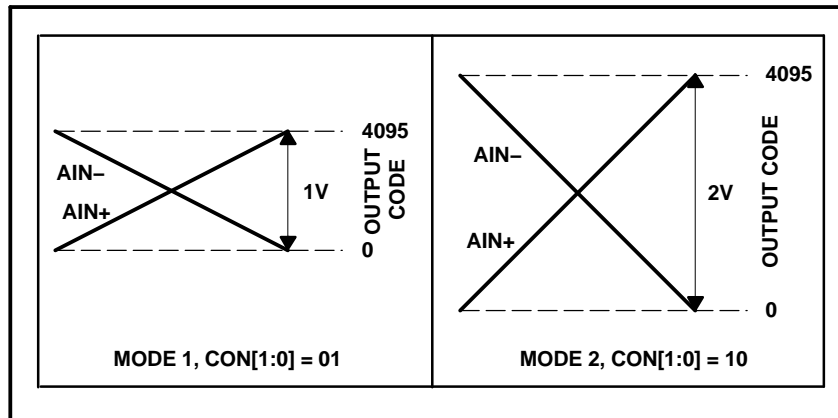 4095
AIN–
AIN+
1V
OUTPUT
CODE
0
MODE 1, CON[1:0] = 01
4095
AIN–
AIN+
2V
OUTPUT CODE
0
MODE 2, CON[1:0] = 10